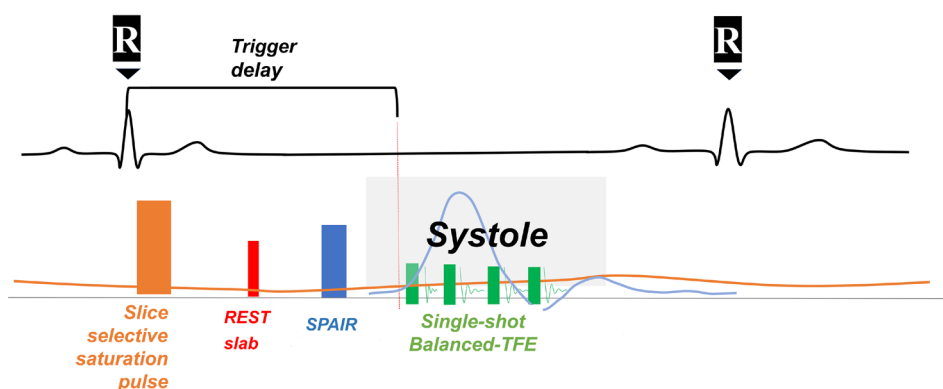 R
R
Trigger
delay
Systole
Slice
selective
saturation
pulse
REST
slab
SPAIR
Single-shot
Balanced-TFE